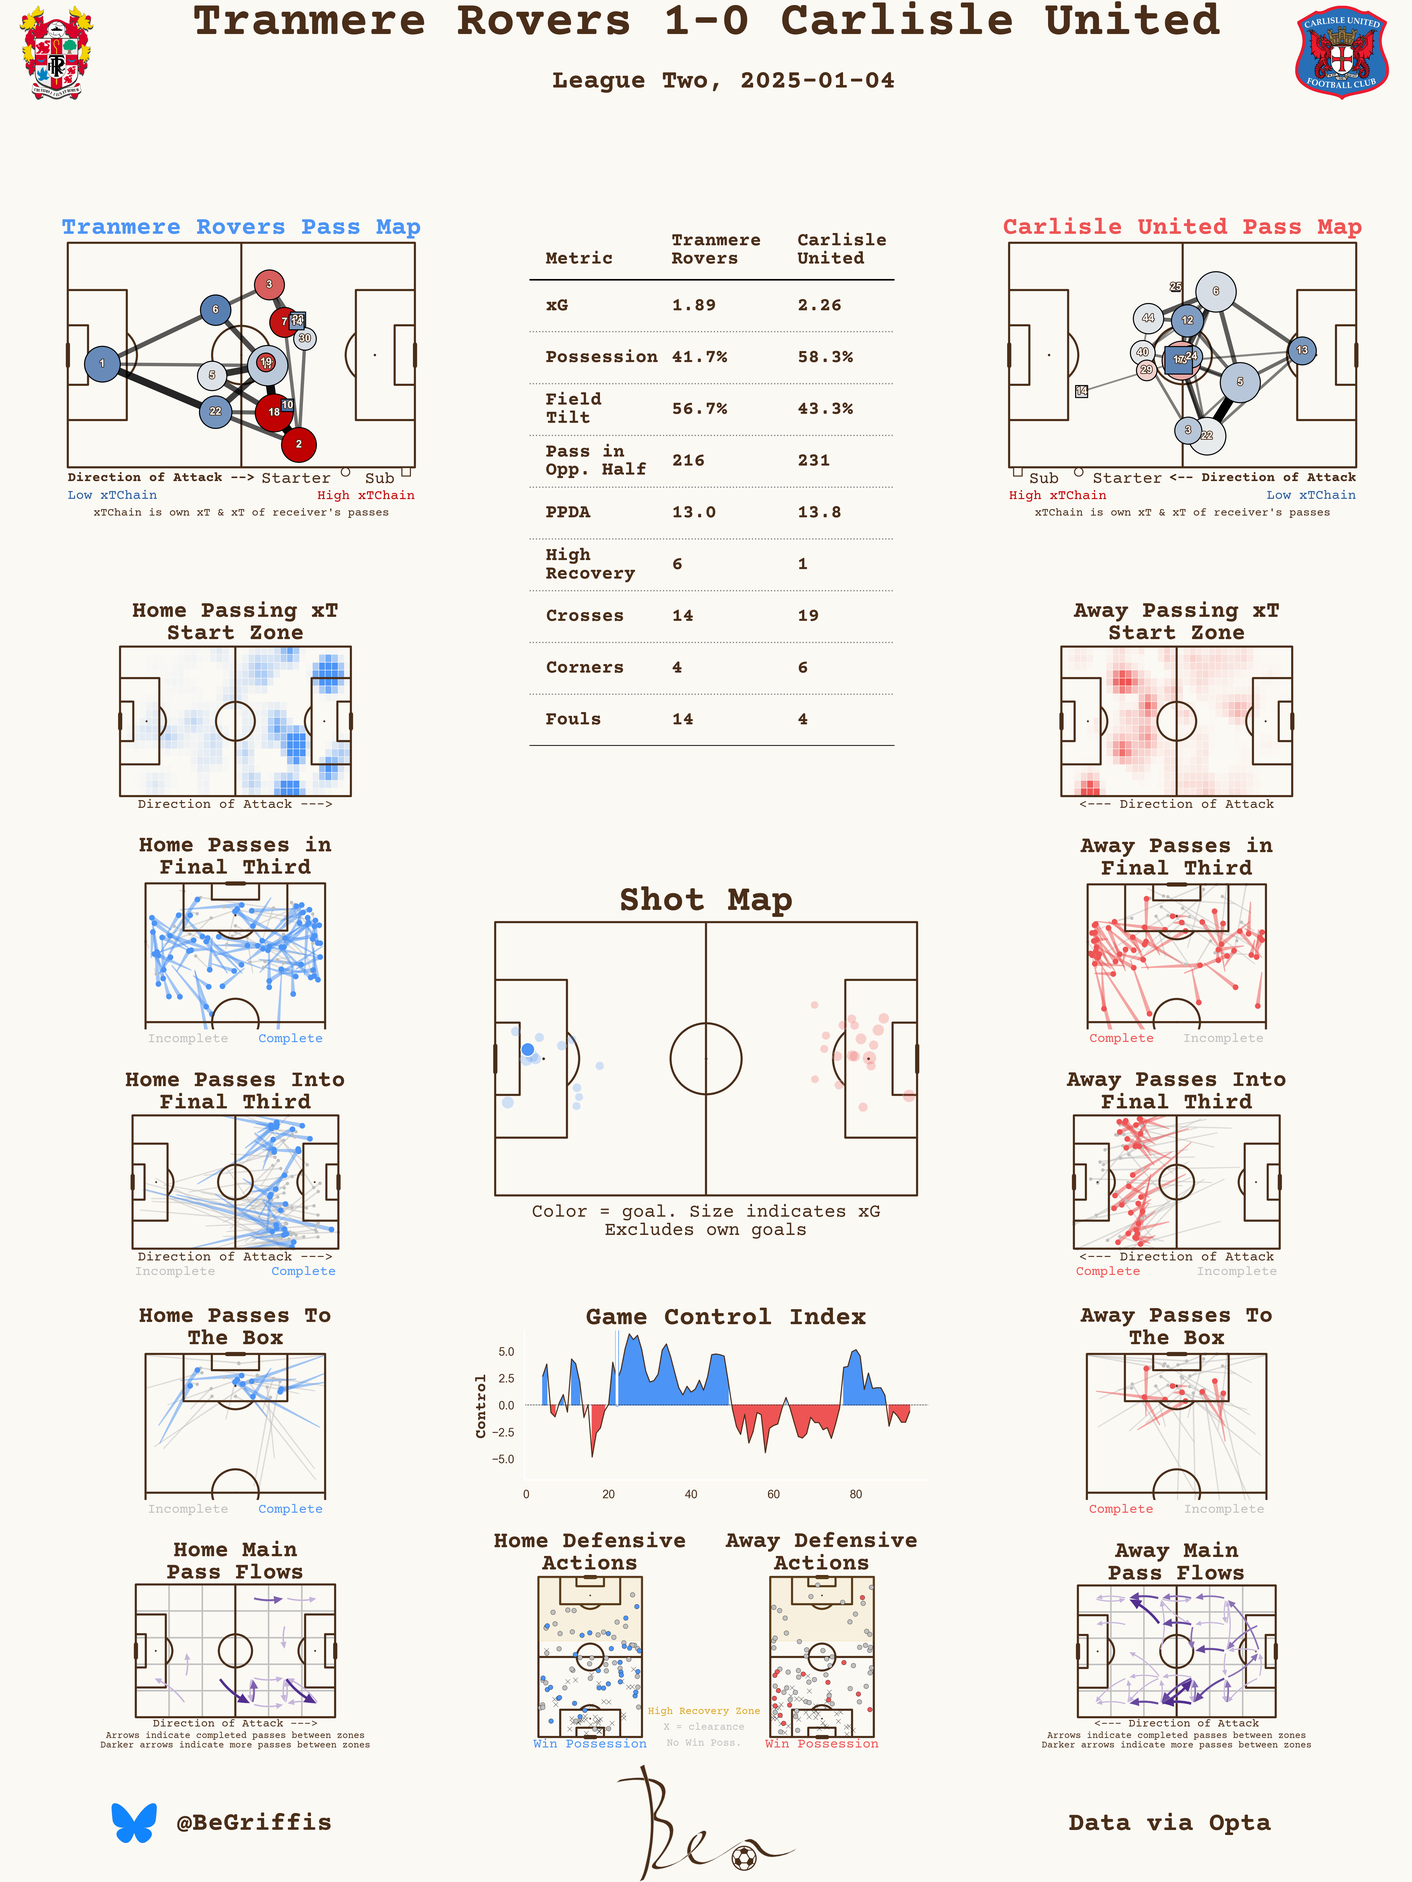 Tranmere Rovers 1-0 Carlisle United
League Two, 2025-01-04
CARLISLE UNITED
FOOTBALL CLUB
Tranmere Rovers Pass Map
3
6
7
14
30
1
19
5
22
18
10
2
Direction of Attack --> Starter Sub
Low xTChain High xTChain
xTChain is own xT & xT of receiver's passes
Metric Tranmere Rovers Carlisle United
xG 1.89 2.26
Possession 41.7% 58.3%
Field Tilt 56.7% 43.3%
Pass in Opp. Half 216 231
PPDA 13.0 13.8
High Recovery 6 1
Crosses 14 19
Corners 4 6
Fouls 14 4
Carlisle United Pass Map
25
6
44
12
40
17
24
13
29
5
14
3
22
Sub Starter <-- Direction of Attack
High xTChain Low xTChain
xTChain is own xT & xT of receiver's passes
Home Passing xT
Start Zone
Direction of Attack --->
Away Passing xT
Start Zone
<--- Direction of Attack
Home Passes in
Final Third
Incomplete Complete
Away Passes in
Final Third
Complete Incomplete
Shot Map
Color = goal. Size indicates xG
Excludes own goals
Home Passes Into
Final Third
Direction of Attack --->
Incomplete Complete
Away Passes Into
Final Third
<--- Direction of Attack
Complete Incomplete
Home Passes To
The Box
Incomplete Complete
Game Control Index
Control
5.0
2.5
0.0
−2.5
−5.0
0 20 40 60 80
Away Passes To
The Box
Complete Incomplete
Home Main
Pass Flows
Direction of Attack --->
Arrows indicate completed passes between zones
Darker arrows indicate more passes between zones
Home Defensive
Actions
Win Possession
Away Defensive
Actions
Win Possession
High Recovery Zone
X = clearance
No Win Poss.
Away Main
Pass Flows
<--- Direction of Attack
Arrows indicate completed passes between zones
Darker arrows indicate more passes between zones
@BeGriffis
Ben
Data via Opta